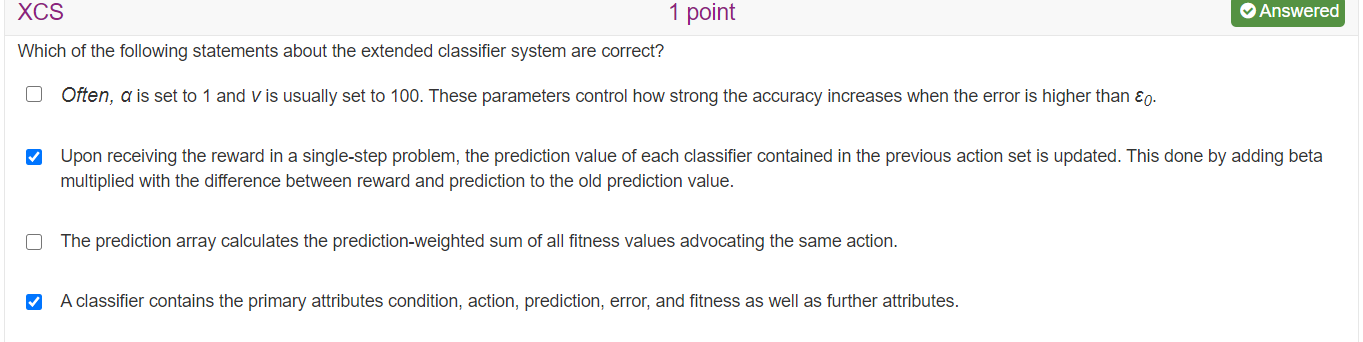 XCS
1 point
Answered
Which of the following statements about the extended classifier system are correct?
Often, α is set to 1 and v is usually set to 100. These parameters control how strong the accuracy increases when the error is higher than ε0.
Upon receiving the reward in a single-step problem, the prediction value of each classifier contained in the previous action set is updated. This done by adding beta
multiplied with the difference between reward and prediction to the old prediction value.
The prediction array calculates the prediction-weighted sum of all fitness values advocating the same action.
A classifier contains the primary attributes condition, action, prediction, error, and fitness as well as further attributes.